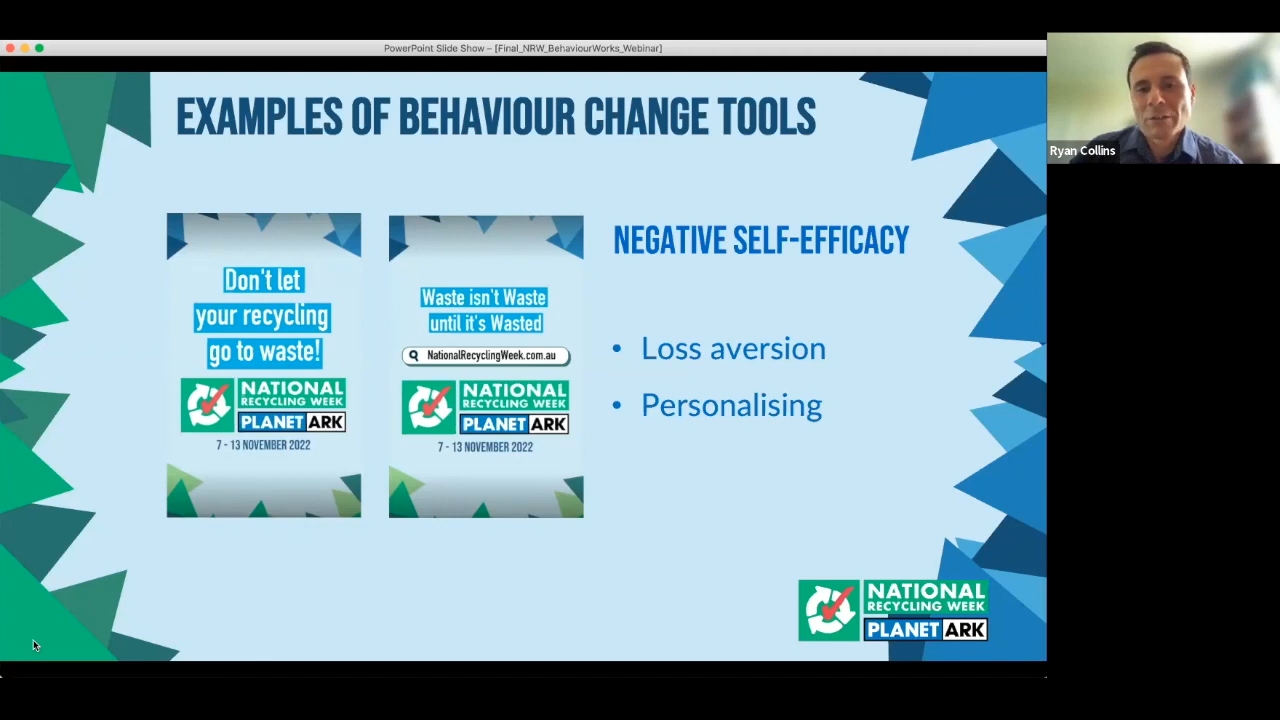 PowerPoint Slide Show – [Final_NRW_BehaviourWorks_Webinar]
EXAMPLES OF BEHAVIOUR CHANGE TOOLS
Don't let
your recycling
go to waste!
NATIONAL
RECYCLING WEEK
PLANET ARK
7 - 13 NOVEMBER 2022
Waste isn't Waste
until it's Wasted
NationalRecyclingWeek.com.au
NATIONAL
RECYCLING WEEK
PLANET ARK
7 - 13 NOVEMBER 2022
NEGATIVE SELF-EFFICACY
• Loss aversion
• Personalising
NATIONAL
RECYCLING WEEK
PLANET ARK
Ryan Collins